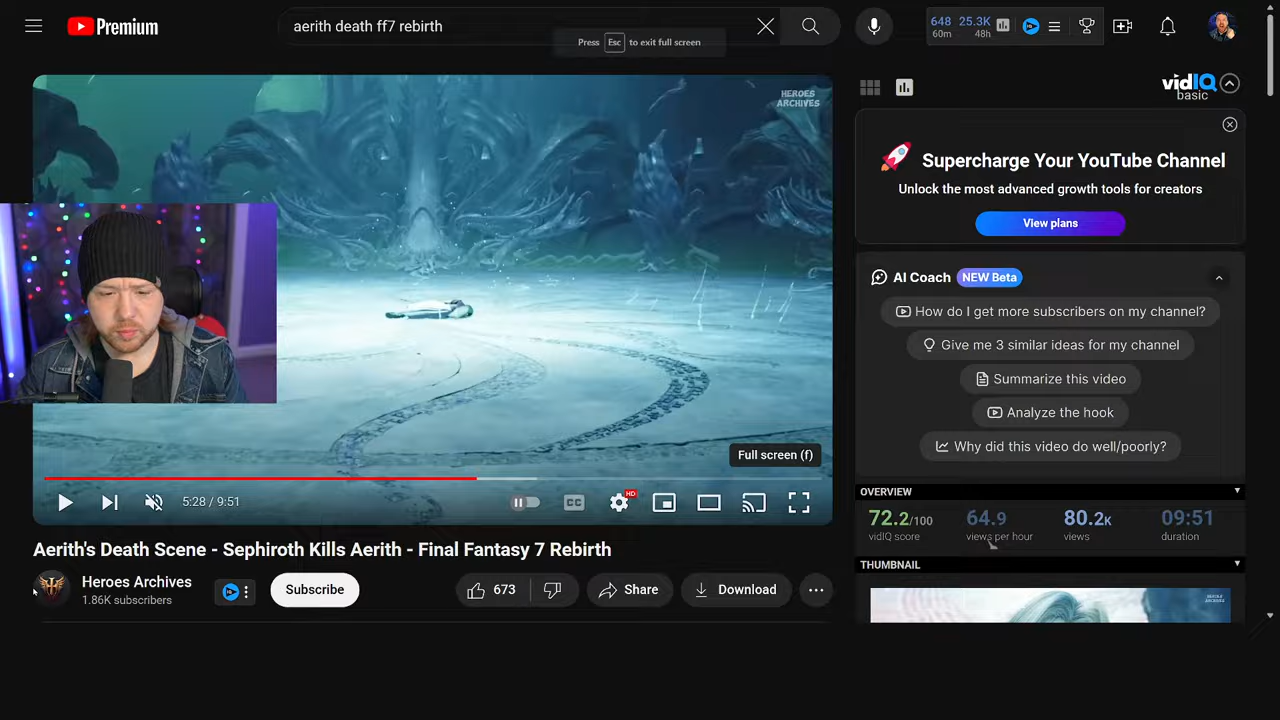 Premium
aerith death ff7 rebirth
648 25.3K
60m 48h
Press Esc to exit full screen
HEROES
ARCHIVES
vidIQ
basic
Supercharge Your YouTube Channel
Unlock the most advanced growth tools for creators
View plans
AI Coach NEW Beta
How do I get more subscribers on my channel?
Give me 3 similar ideas for my channel
Summarize this video
Analyze the hook
Why did this video do well/poorly?
Full screen (f)
5:28 / 9:51
CC
HD
OVERVIEW
72.2/100 64.9 80.2K 09:51
vidIQ score views per hour views duration
THUMBNAIL
Aerith's Death Scene - Sephiroth Kills Aerith - Final Fantasy 7 Rebirth
Heroes Archives
1.86K subscribers
Subscribe
673
Share
Download